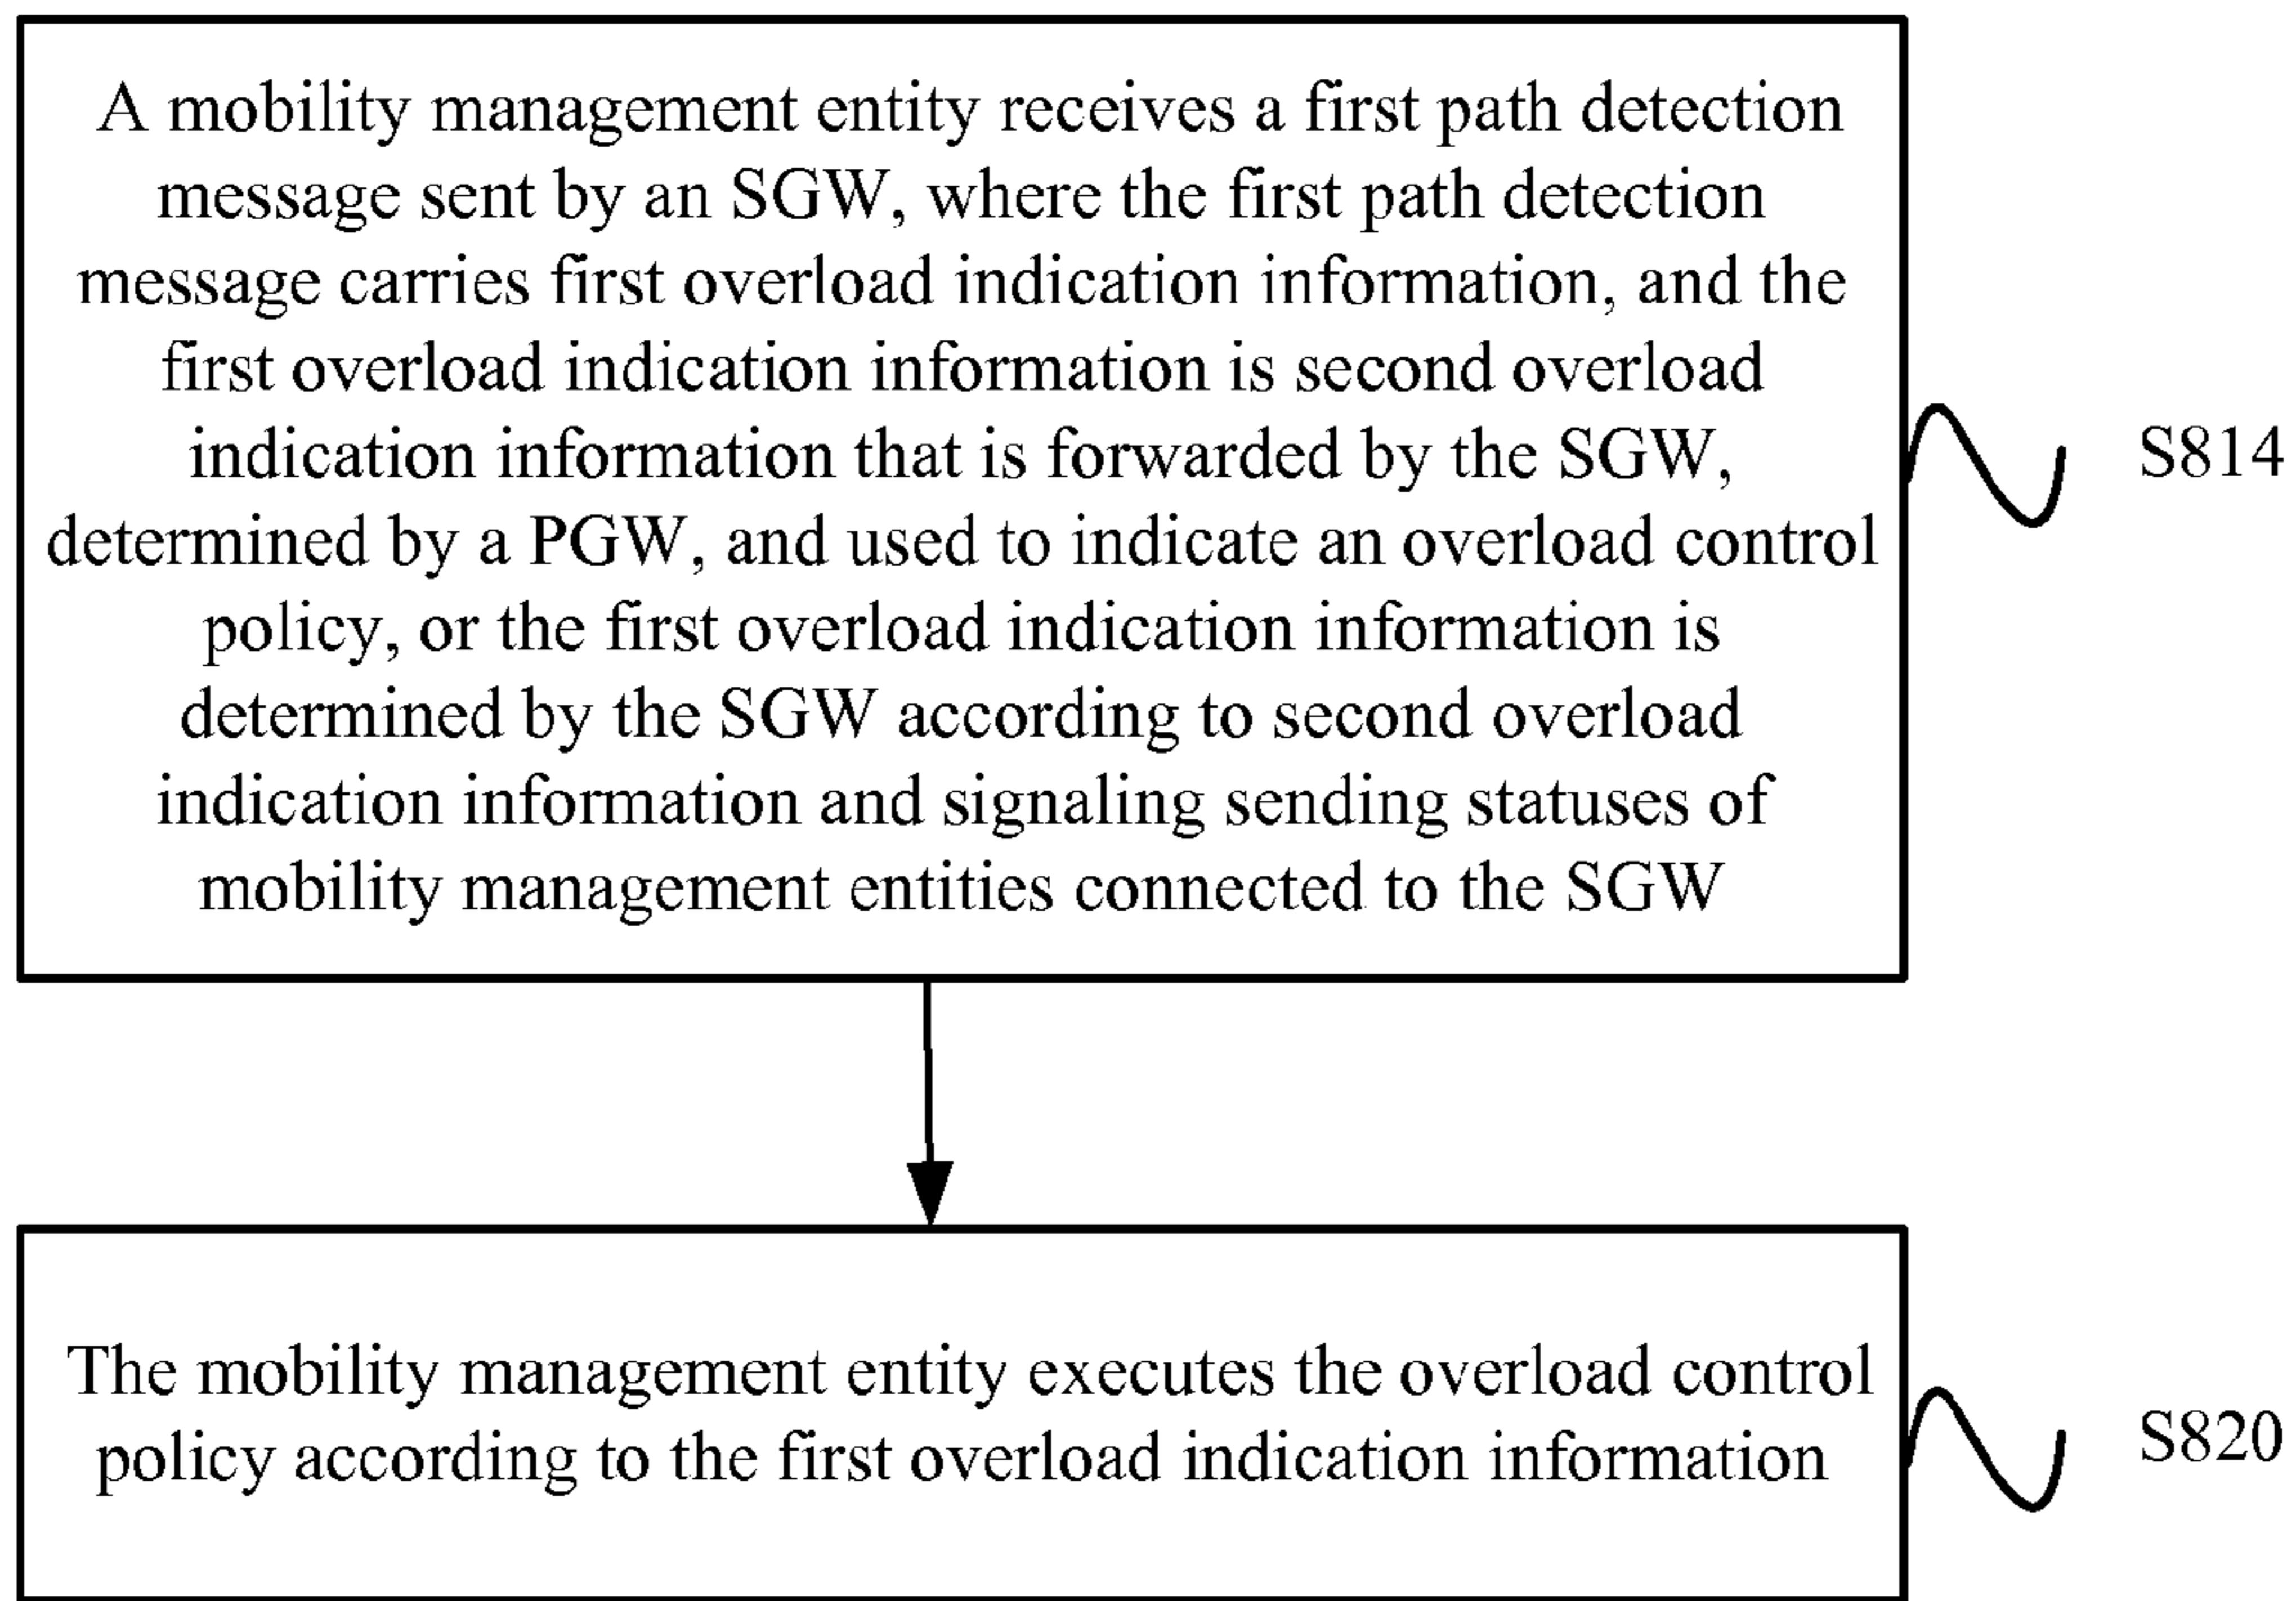 A mobility management entity receives a first path detection
message sent by an SGW, where the first path detection
message carries first overload indication information, and the
first overload indication information is second overload
indication information that is forwarded by the SGW,
determined by a PGW, and used to indicate an overload control
policy, or the first overload indication information is
determined by the SGW according to second overload
indication information and signaling sending statuses of
mobility management entities connected to the SGW
S814
The mobility management entity executes the overload control
policy according to the first overload indication information
S820